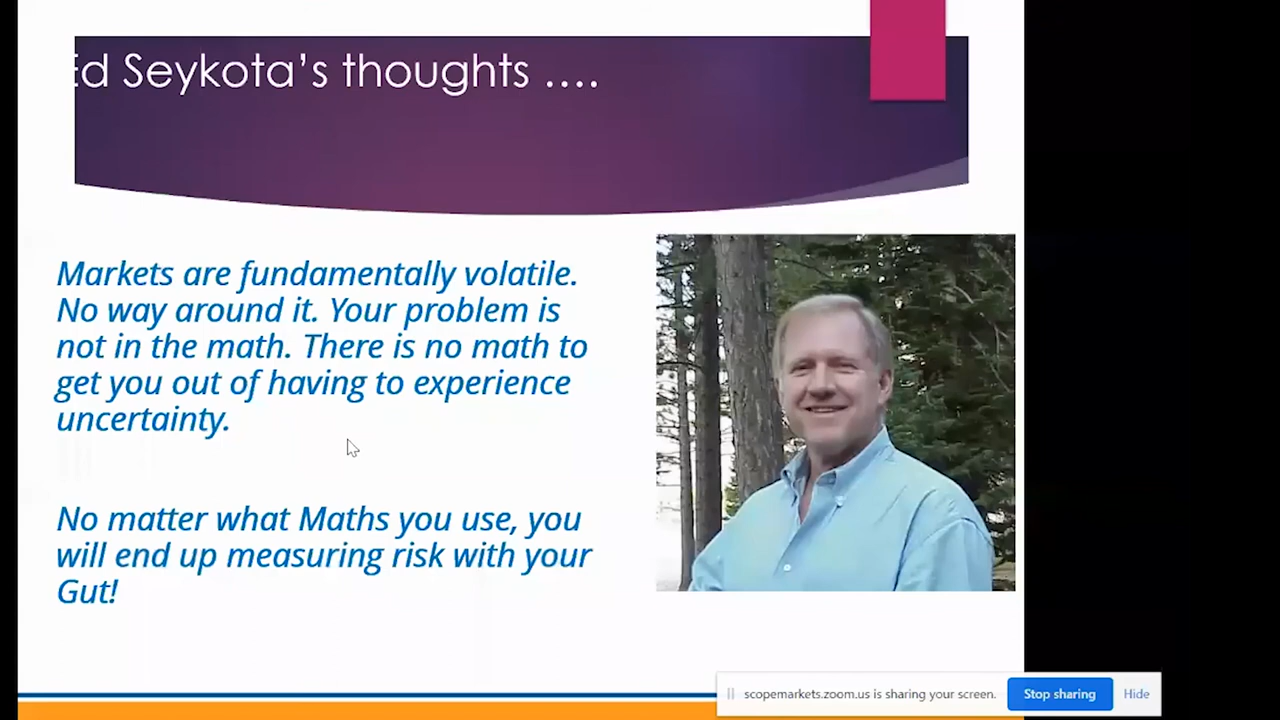 Ed Seykota’s thoughts ....
Markets are fundamentally volatile.
No way around it. Your problem is
not in the math. There is no math to
get you out of having to experience
uncertainty.
No matter what Maths you use, you
will end up measuring risk with your
Gut!
scopemarkets.zoom.us is sharing your screen. Stop sharing Hide